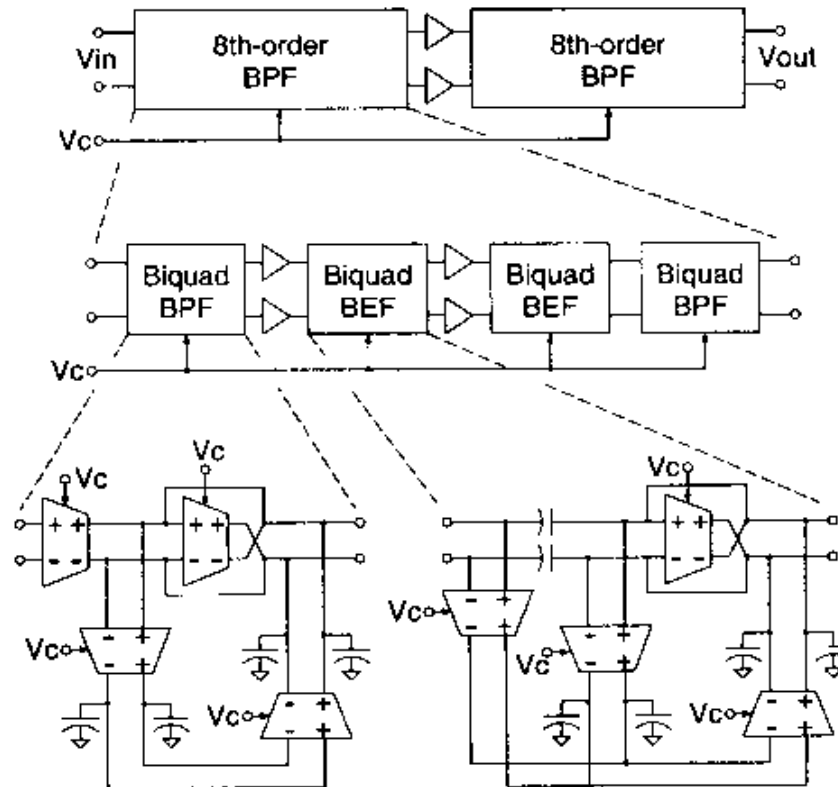 Vin
8th-order
BPF
8th-order
BPF
Vout
Vc
Biquad
BPF
Biquad
BEF
Biquad
BEF
Biquad
BPF
Vc
Vc
Vc
+ +
- -
+ +
- -
- +
Vc
- +
Vc
Vc
+ +
- -
- +
Vc
- +
Vc
- +
Vc